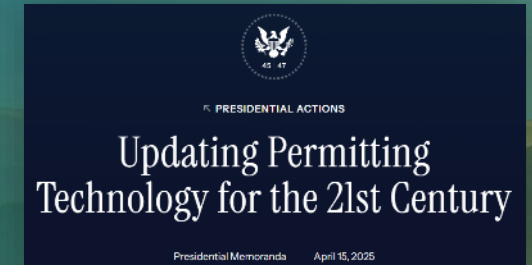 45 47
PRESIDENTIAL ACTIONS
Updating Permitting
Technology for the 21st Century
Presidential Memoranda April 15, 2025